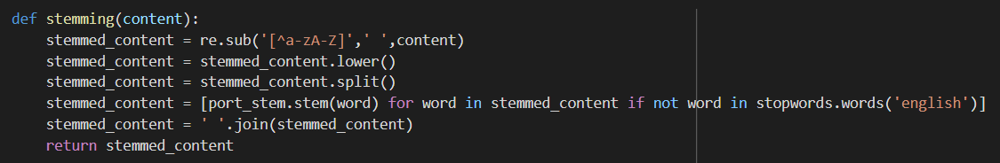 def stemming(content):
    stemmed_content = re.sub('[^a-zA-Z]',' ',content)
    stemmed_content = stemmed_content.lower()
    stemmed_content = stemmed_content.split()
    stemmed_content = [port_stem.stem(word) for word in stemmed_content if not word in stopwords.words('english')]
    stemmed_content = ' '.join(stemmed_content)
    return stemmed_content